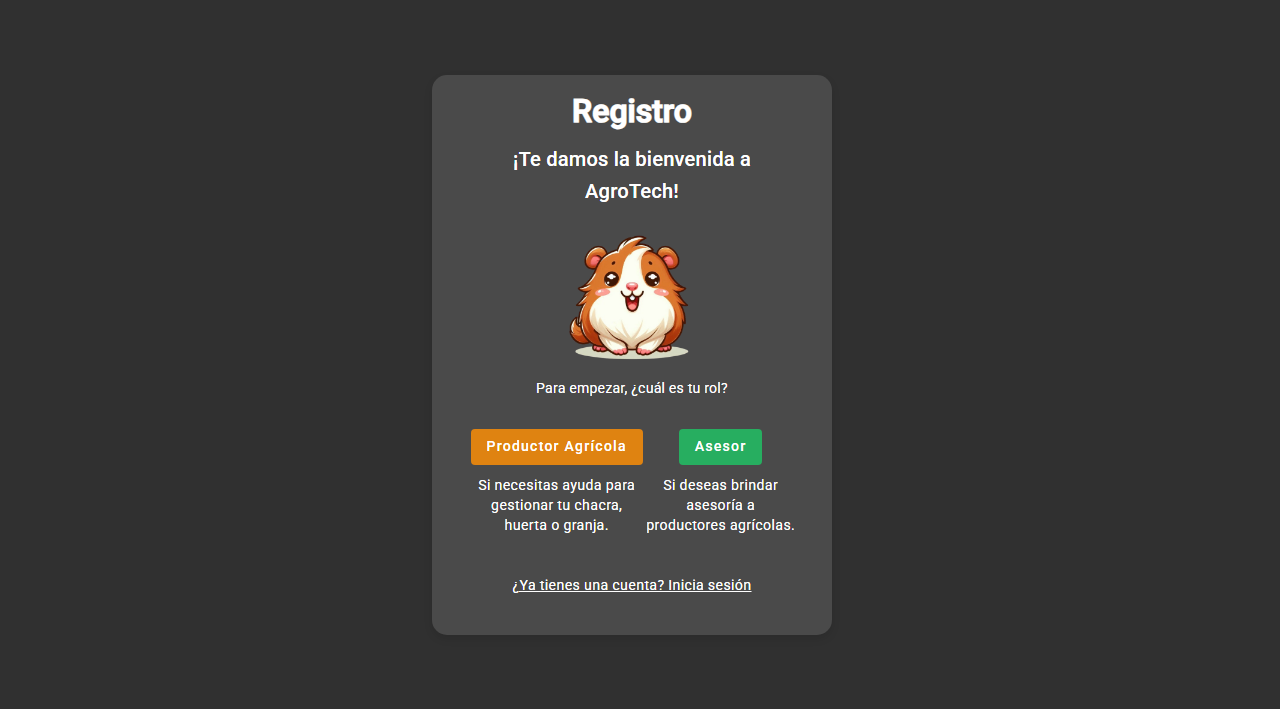 Registro
¡Te damos la bienvenida a
AgroTech!
Para empezar, ¿cuál es tu rol?
Productor Agrícola
Si necesitas ayuda para
gestionar tu chacra,
huerta o granja.
Asesor
Si deseas brindar
asesoría a
productores agrícolas.
¿Ya tienes una cuenta? Inicia sesión